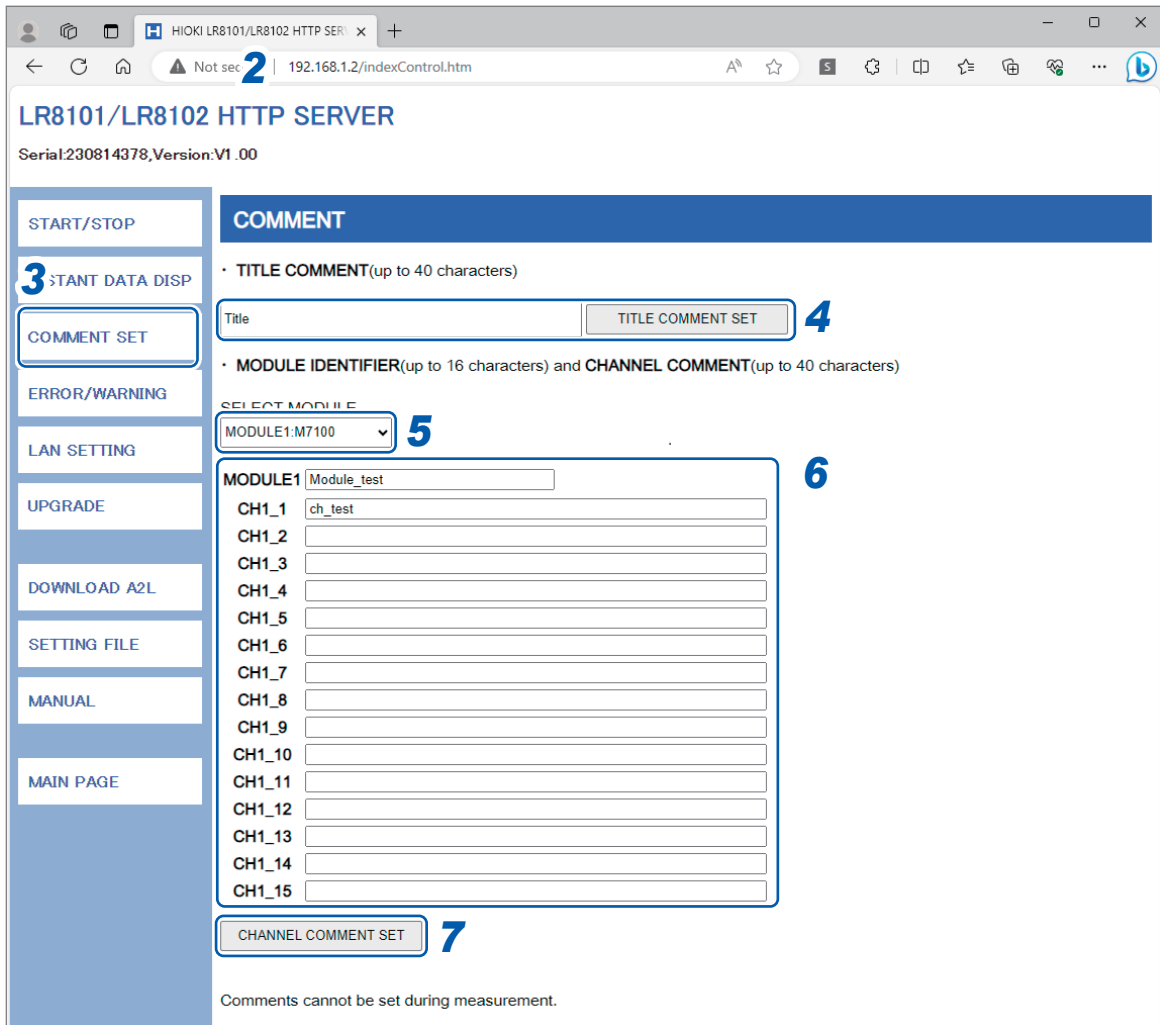 HIOKI LR8101/LR8102 HTTP SER
2
Not sec 192.168.1.2/indexControl.htm
LR8101/LR8102 HTTP SERVER
Serial:230814378,Version:V1.00
START/STOP
3
STANT DATA DISP
COMMENT SET
ERROR/WARNING
LAN SETTING
UPGRADE
DOWNLOAD A2L
SETTING FILE
MANUAL
MAIN PAGE
COMMENT
・ TITLE COMMENT(up to 40 characters)
Title TITLE COMMENT SET 4
・ MODULE IDENTIFIER(up to 16 characters) and CHANNEL COMMENT(up to 40 characters)
SELECT MODULE
MODULE1:M7100 5
6
MODULE1 Module_test
CH1_1 ch_test
CH1_2
CH1_3
CH1_4
CH1_5
CH1_6
CH1_7
CH1_8
CH1_9
CH1_10
CH1_11
CH1_12
CH1_13
CH1_14
CH1_15
CHANNEL COMMENT SET 7
Comments cannot be set during measurement.